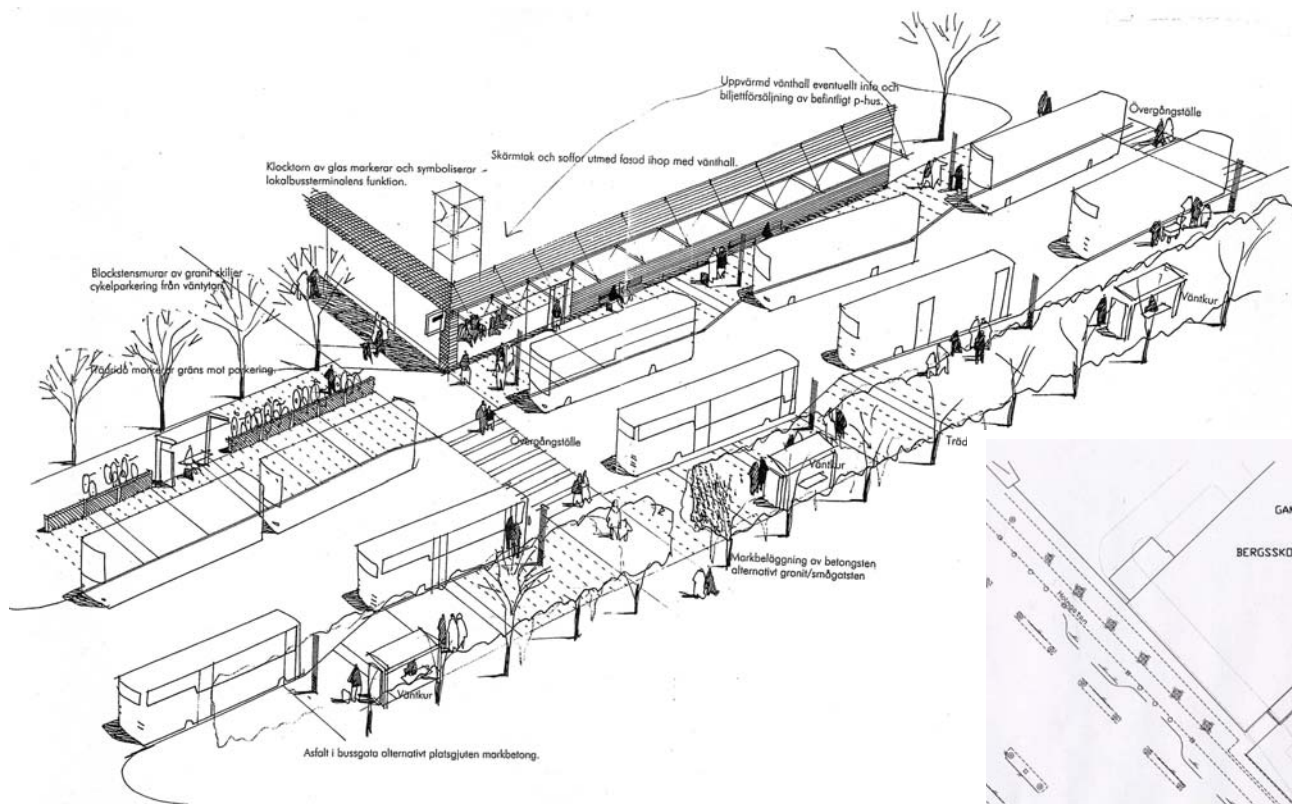 Uppvärmd vänthall eventuellt info och
biljettförsäljning av befintligt p-hus.
Övergångställe
Skärmtak och soffor utmed fasad ihop med vänthall.
Klocktorn av glas markerar och symboliserar
lokalbussterminalens funktion.
Blockstensmurar av granit skiljer
cykelparkering från väntytan.
Väntkur
Trädridå markerar gräns mot parkering.
Övergångställe
Träd
Väntkur
Markbeläggning av betongsten
alternativt granit/smågatsten
Väntkur
Asfalt i bussgata alternativt platsgjuten markbetong.
BERGSSKO